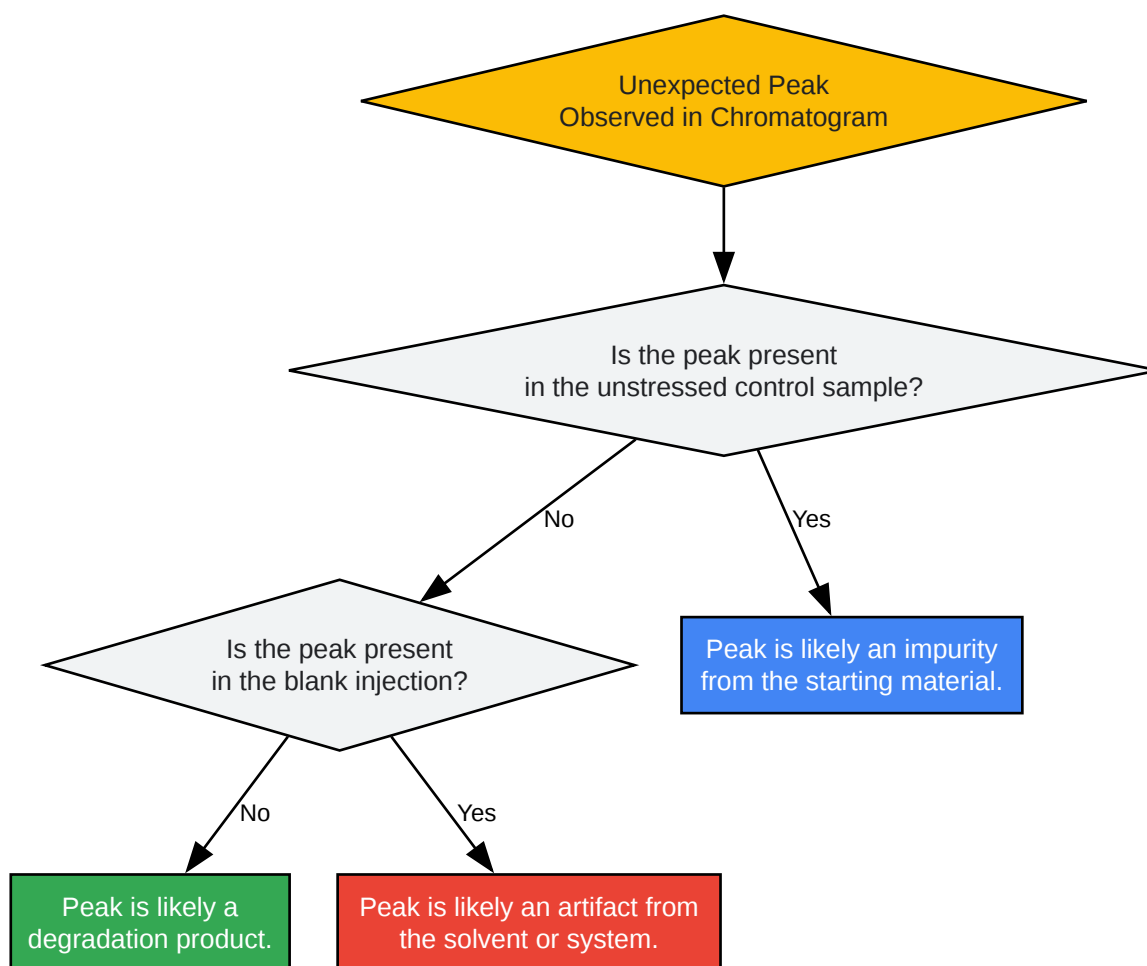 Unexpected Peak
Observed in Chromatogram
Is the peak present
in the unstressed control sample?
No
Yes
Is the peak present
in the blank injection?
Peak is likely an impurity
from the starting material.
No
Yes
Peak is likely a
degradation product.
Peak is likely an artifact from
the solvent or system.